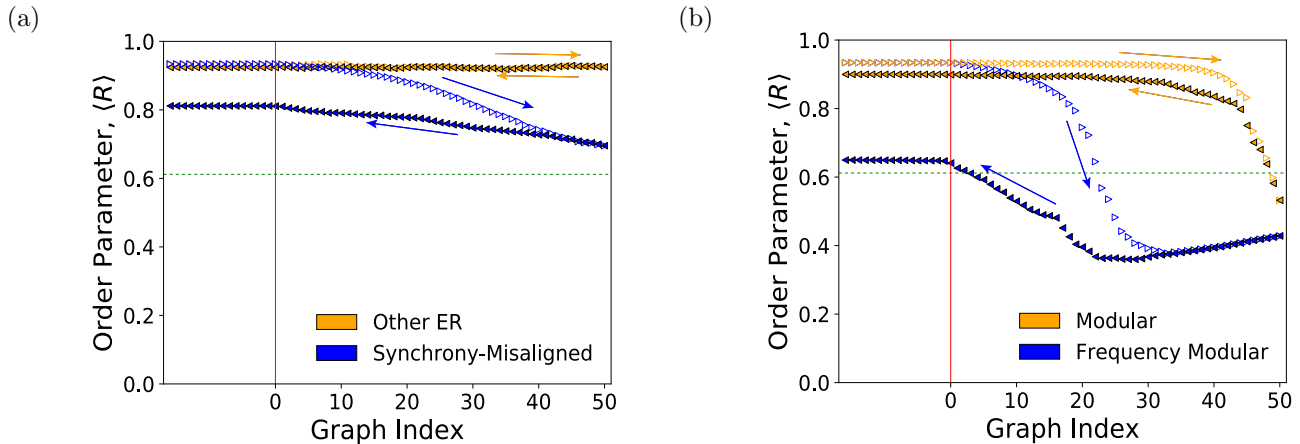 (a)
Order Parameter, ⟨R⟩
1.0
0.8
0.6
0.4
0.2
0.0
Other ER
Synchrony-Misaligned
0 10 20 30 40 50
Graph Index
(b)
Order Parameter, ⟨R⟩
1.0
0.8
0.6
0.4
0.2
0.0
Modular
Frequency Modular
0 10 20 30 40 50
Graph Index